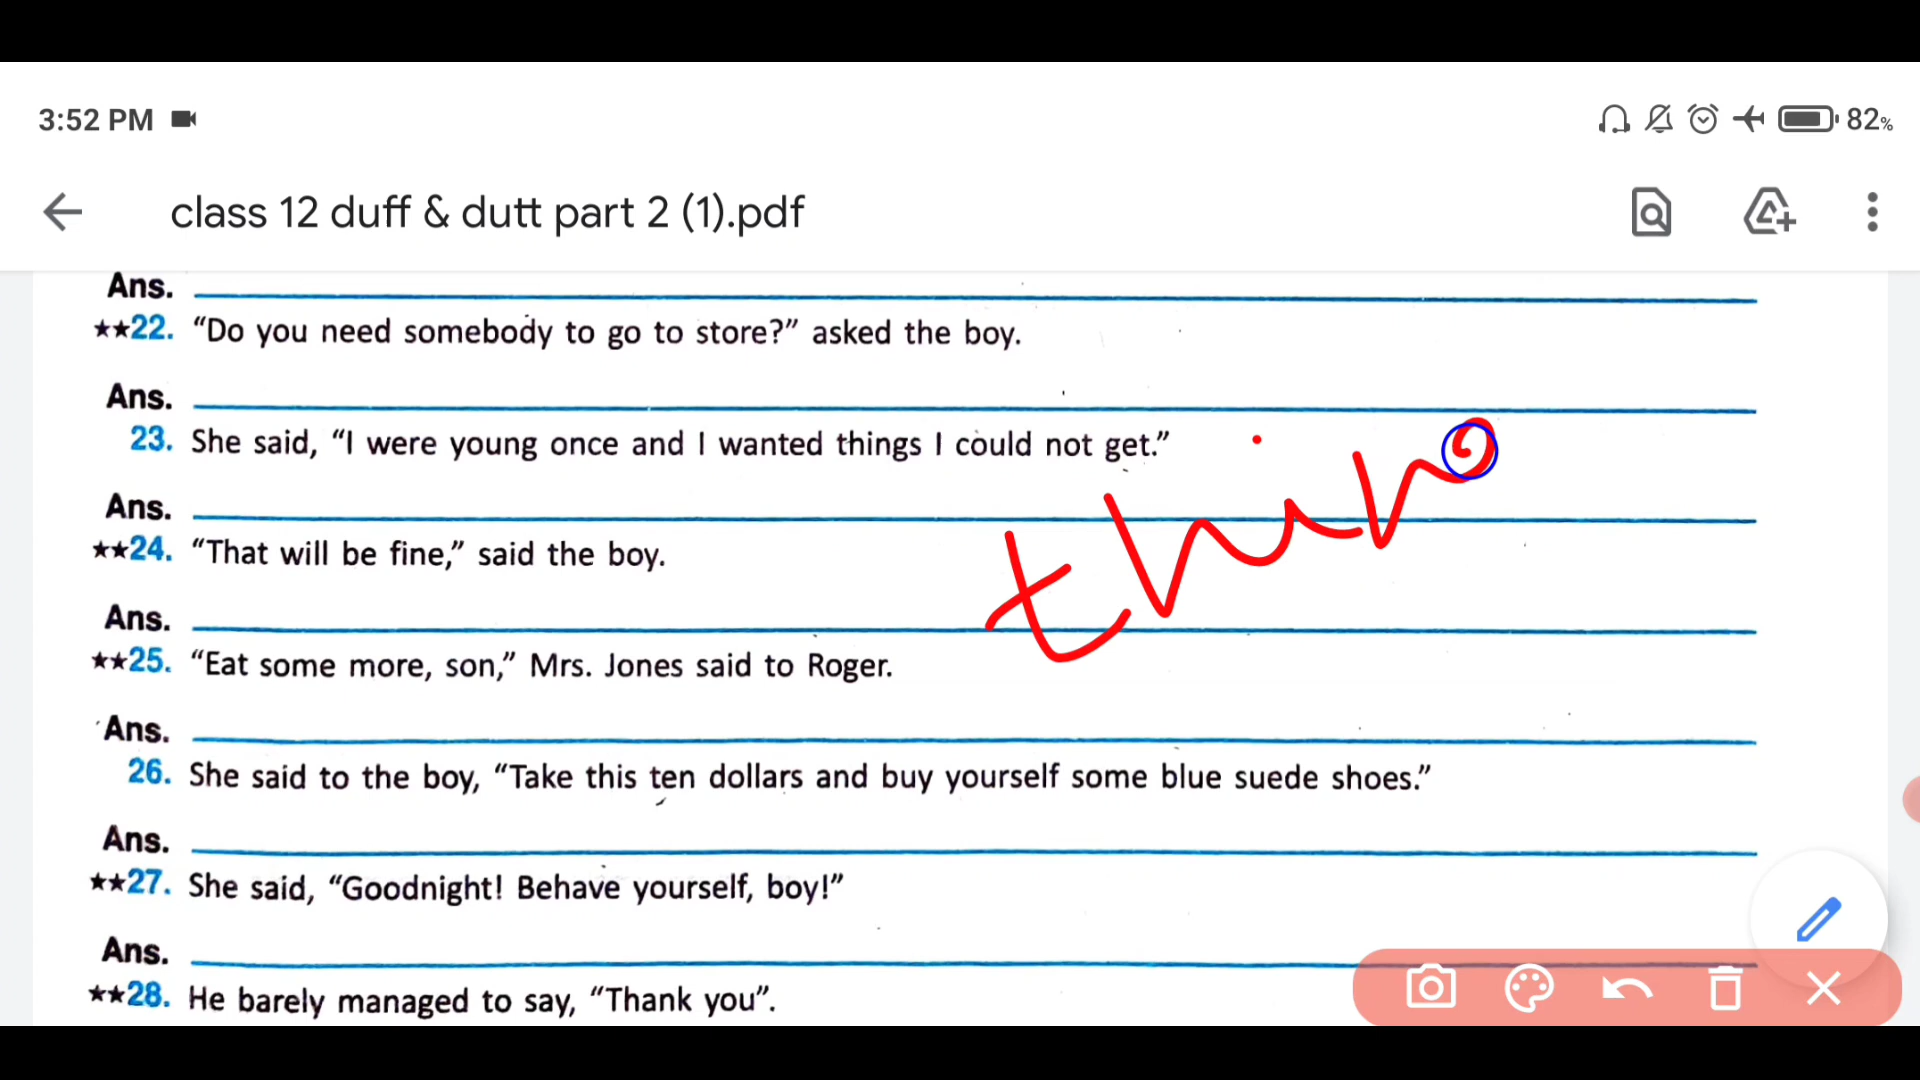 3:52 PM 82%
class 12 duff & dutt part 2 (1).pdf
Ans.
★★22. “Do you need somebody to go to store?” asked the boy.
Ans.
23. She said, “I were young once and I wanted things I could not get.”
Ans.
★★24. “That will be fine,” said the boy.
Ans.
★★25. “Eat some more, son,” Mrs. Jones said to Roger.
Ans.
26. She said to the boy, “Take this ten dollars and buy yourself some blue suede shoes.”
Ans.
★★27. She said, “Goodnight! Behave yourself, boy!”
Ans.
★★28. He barely managed to say, “Thank you”.